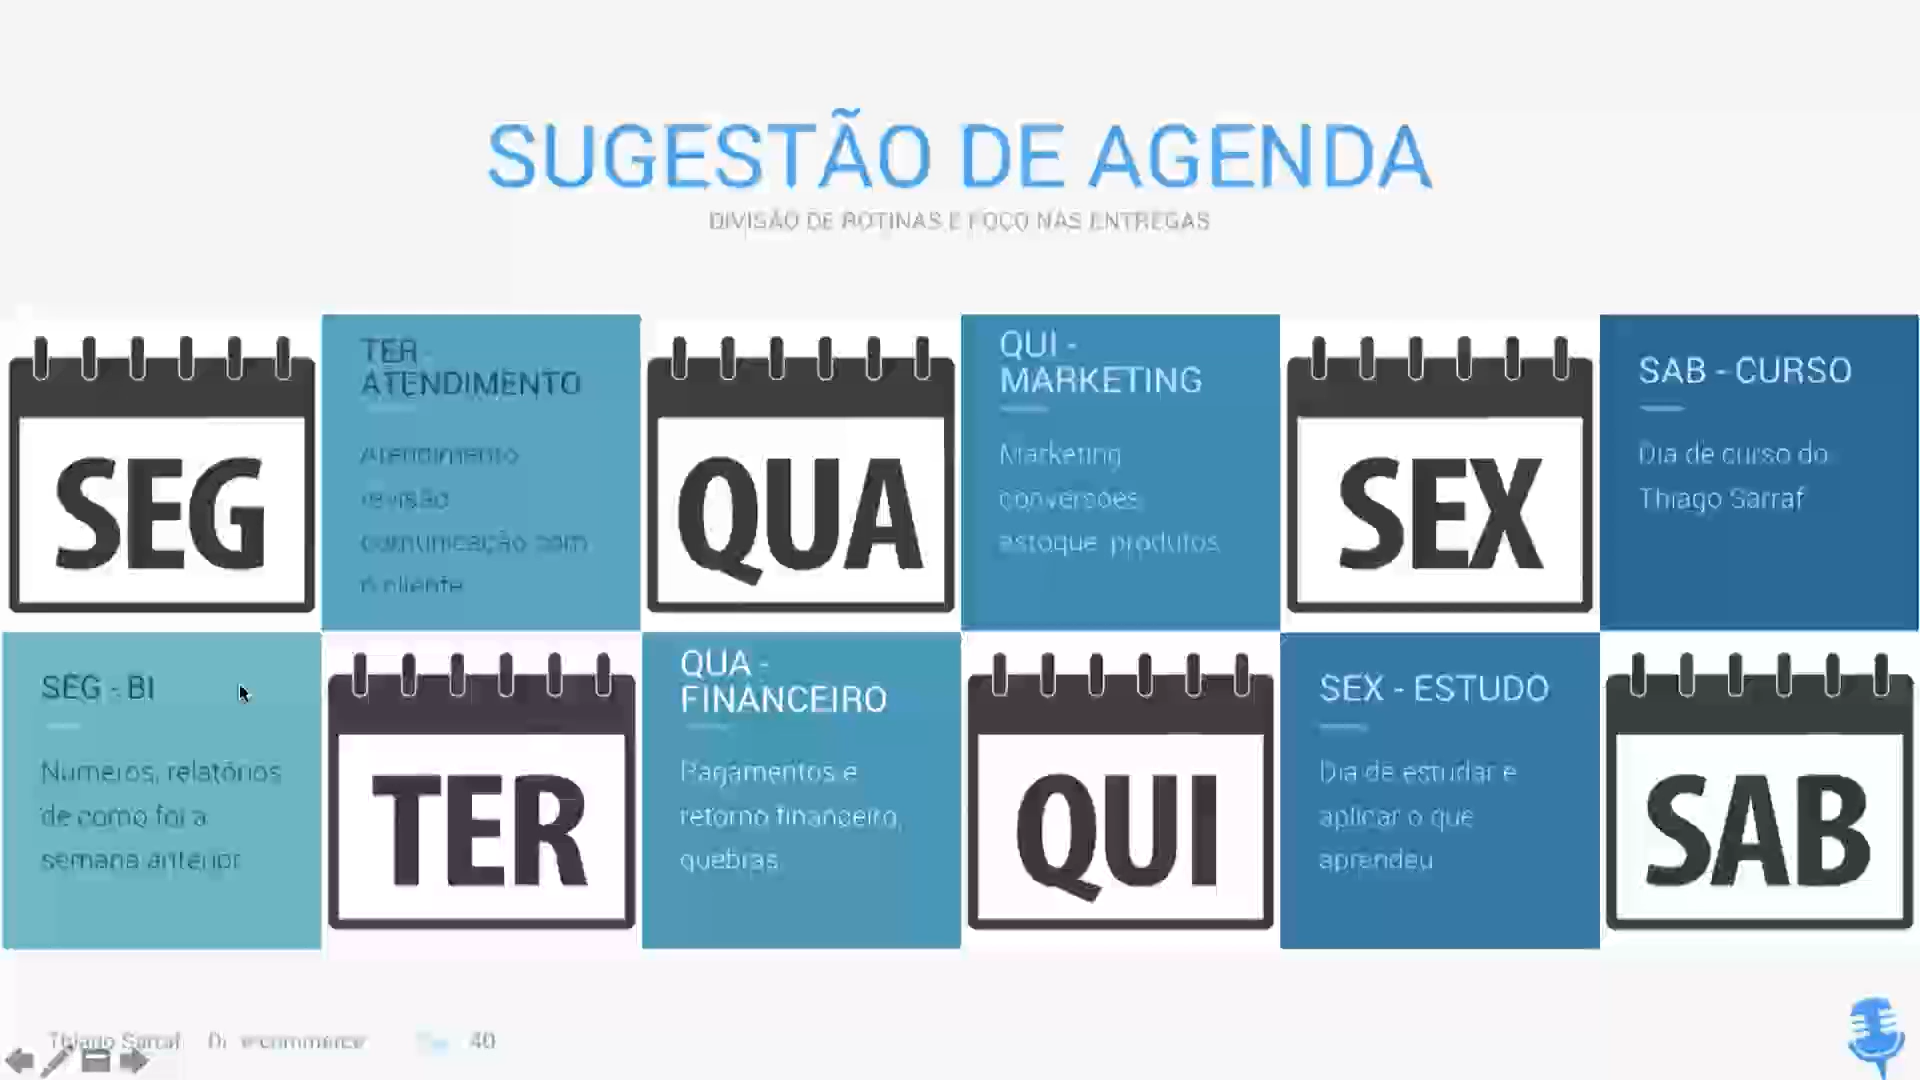 SUGESTÃO DE AGENDA
DIVISÃO DE ROTINAS E FOCO NAS ENTREGAS
SEG
TER -
ATENDIMENTO
Atendimento
revisão
comunicação com
o cliente
QUA
QUI -
MARKETING
Marketing
conversões
estoque produtos
SEX
SAB - CURSO
Dia de curso do
Thiago Sarraf
SEG - BI
Números, relatórios
de como foi a
semana anterior
TER
QUA -
FINANCEIRO
Pagamentos e
retorno financeiro,
quebras
QUI
SEX - ESTUDO
Dia de estudar e
aplicar o que
aprendeu
SAB
Thiago Sarraf Dr. e-commerce 40